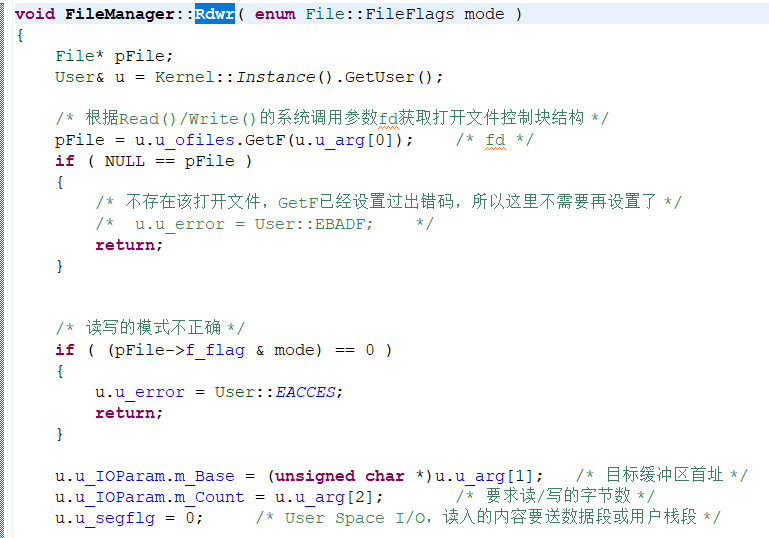 void FileManager::Rdwr( enum File::FileFlags mode )
{
File* pFile;
User& u = Kernel::Instance().GetUser();
/* 根据Read()/Write()的系统调用参数fd获取打开文件控制块结构 */
pFile = u.u_ofiles.GetF(u.u_arg[0]); /* fd */
if ( NULL == pFile )
{
/* 不存在该打开文件，GetF已经设置过出错码，所以这里不需要再设置了 */
/* u.u_error = User::EBADF; */
return;
}
/* 读写的模式不正确 */
if ( (pFile->f_flag & mode) == 0 )
{
u.u_error = User::EACCES;
return;
}
u.u_IOParam.m_Base = (unsigned char *)u.u_arg[1]; /* 目标缓冲区首址 */
u.u_IOParam.m_Count = u.u_arg[2]; /* 要求读/写的字节数 */
u.u_segflg = 0; /* User Space I/O，读入的内容要送数据段或用户栈段 */